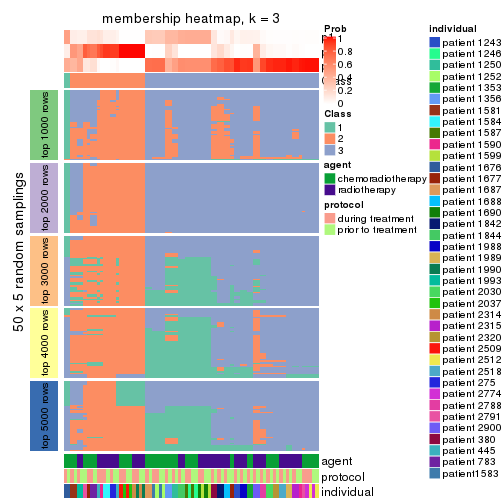 membership heatmap, k = 3
50 x 5 random samplings
top 1000 rows
top 2000 rows
top 3000 rows
top 4000 rows
top 5000 rows
agent
protocol
individual
Prob
1
0.8
0.6
0.4
0.2
0
Class
1
2
3
agent
chemoradiotherapy
radiotherapy
protocol
during treatment
prior to treatment
individual
patient 1243
patient 1246
patient 1250
patient 1252
patient 1353
patient 1356
patient 1581
patient 1584
patient 1587
patient 1590
patient 1599
patient 1676
patient 1677
patient 1687
patient 1688
patient 1690
patient 1842
patient 1844
patient 1988
patient 1989
patient 1990
patient 1993
patient 2030
patient 2037
patient 2314
patient 2315
patient 2320
patient 2509
patient 2512
patient 2518
patient 275
patient 2774
patient 2788
patient 2791
patient 2900
patient 380
patient 445
patient 783
patient1583